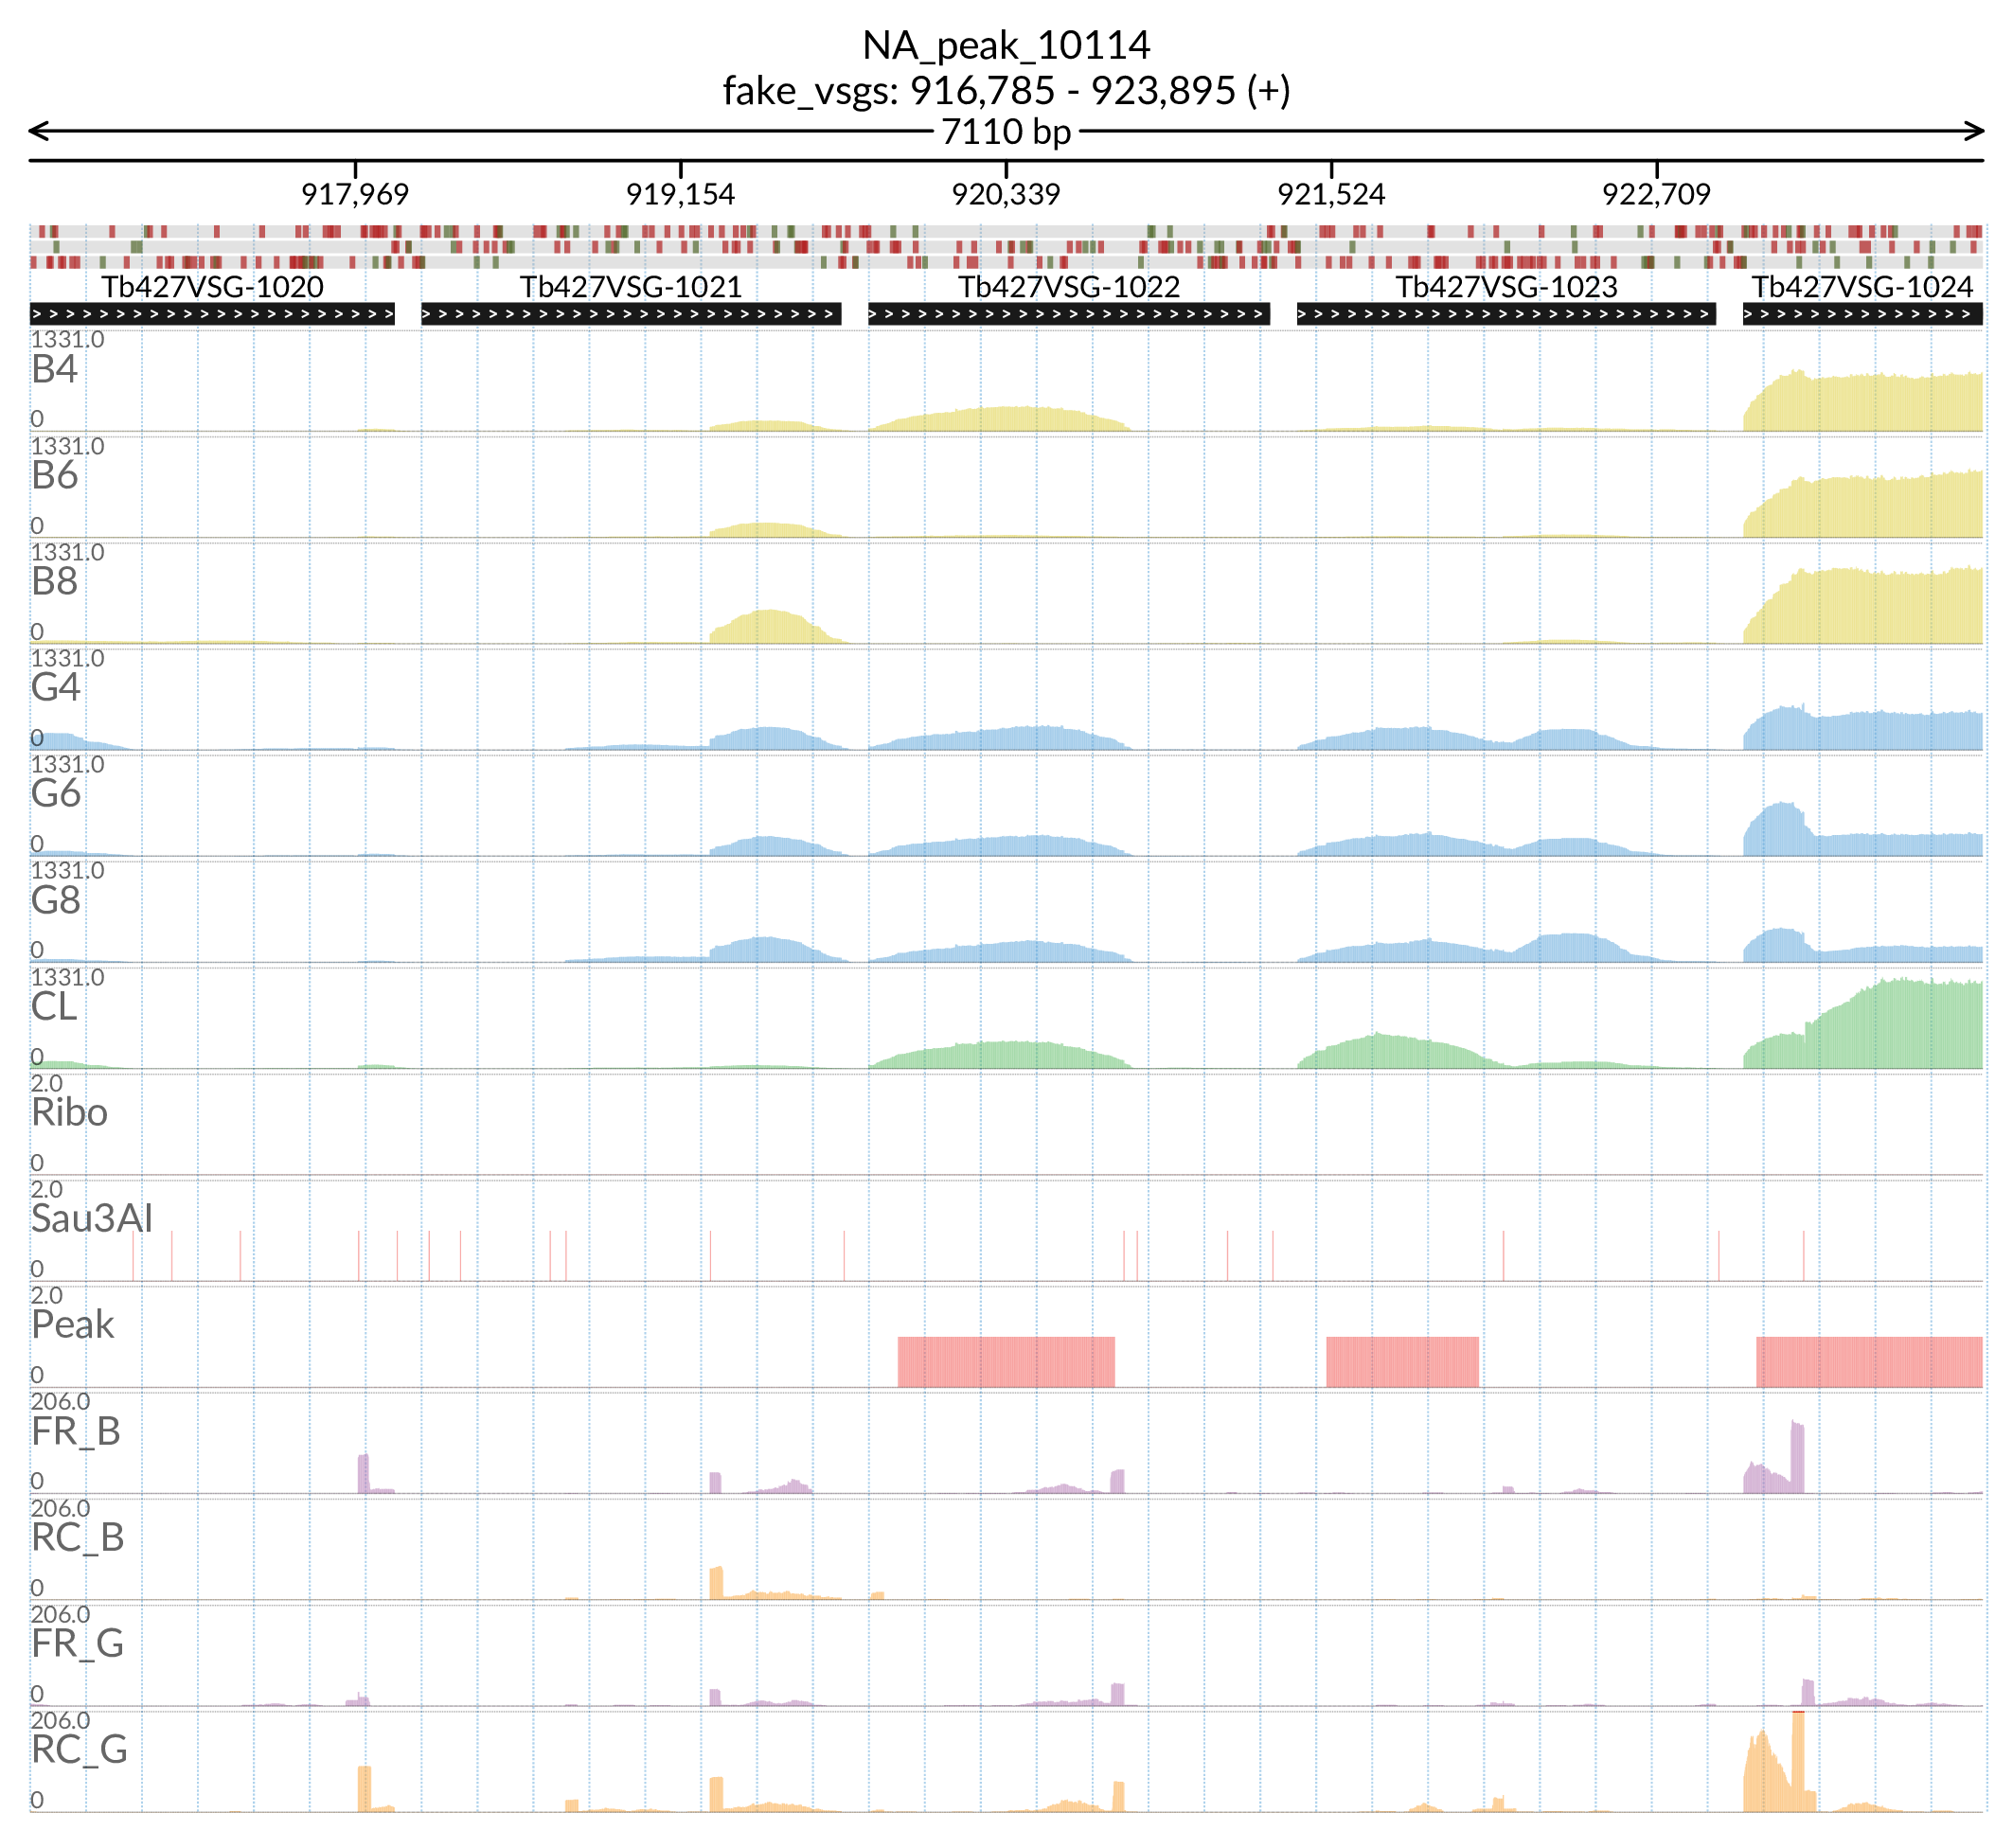 NA_peak_10114
fake_vsgs: 916,785 - 923,895 (+)
7110 bp
917,969 919,154 920,339 921,524 922,709
Tb427VSG-1020 Tb427VSG-1021 Tb427VSG-1022 Tb427VSG-1023 Tb427VSG-1024
1331.0
B4
0
1331.0
B6
0
1331.0
B8
0
1331.0
G4
0
1331.0
G6
0
1331.0
G8
0
1331.0
CL
0
2.0
Ribo
0
2.0
Sau3AI
0
2.0
Peak
0
206.0
FR_B
0
206.0
RC_B
0
206.0
FR_G
0
206.0
RC_G
0